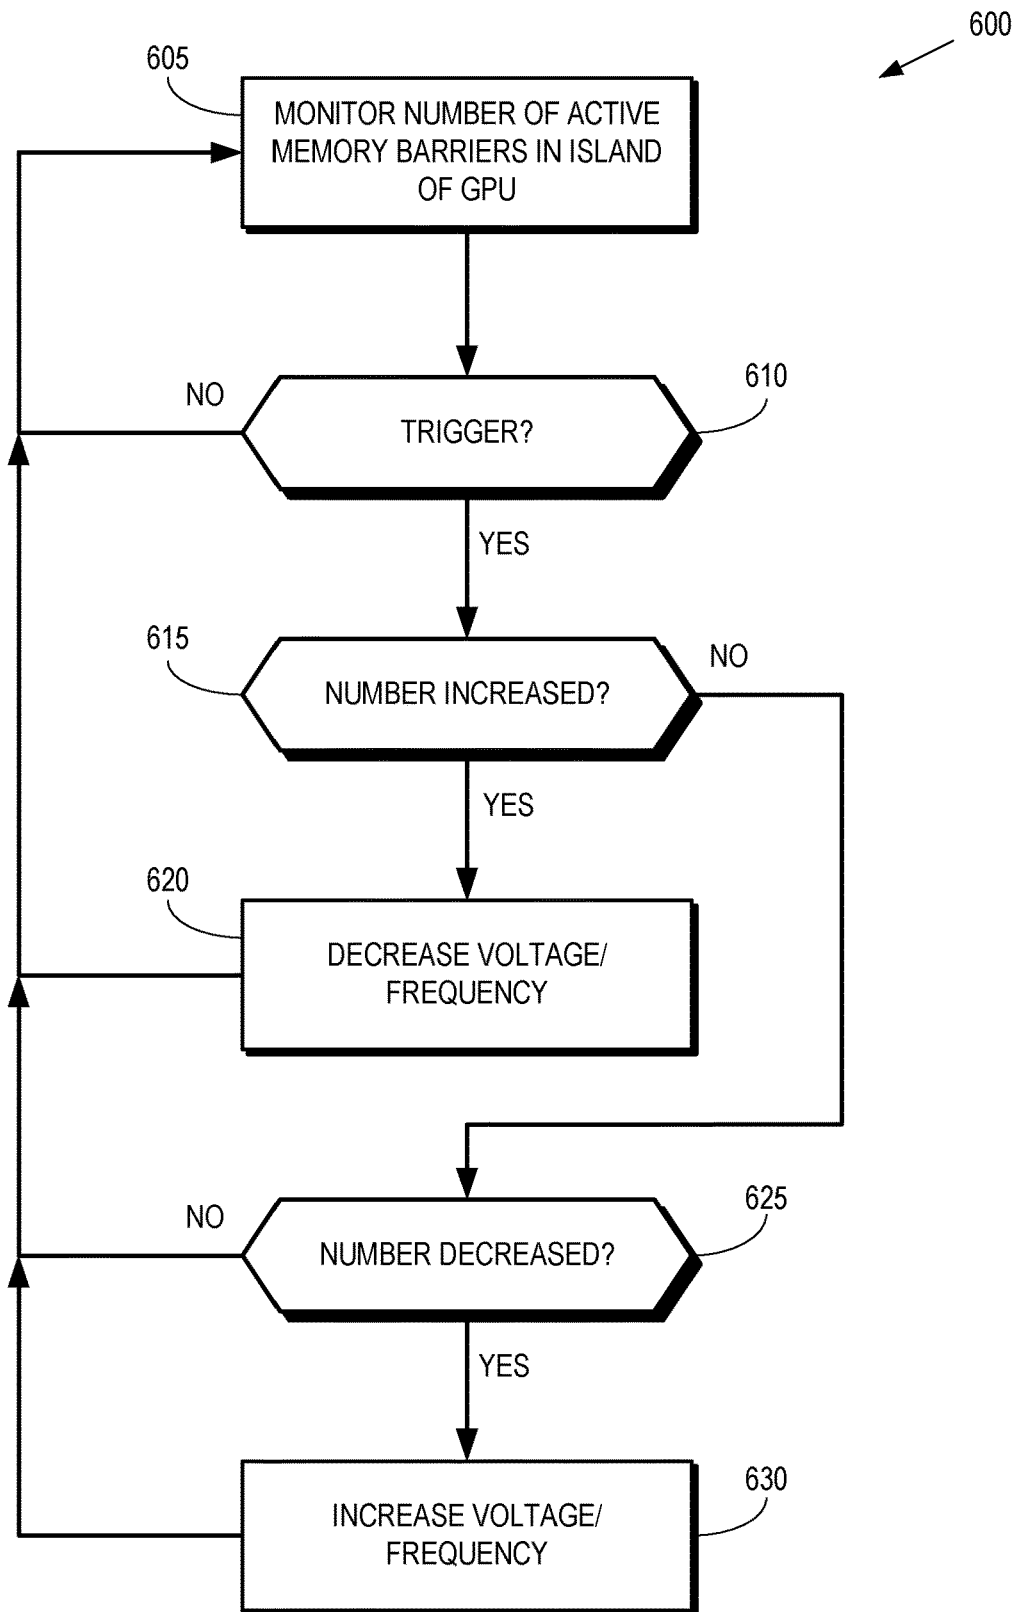 600
605
MONITOR NUMBER OF ACTIVE
MEMORY BARRIERS IN ISLAND
OF GPU
NO
610
TRIGGER?
YES
615
NO
NUMBER INCREASED?
YES
620
DECREASE VOLTAGE/
FREQUENCY
NO
625
NUMBER DECREASED?
YES
630
INCREASE VOLTAGE/
FREQUENCY